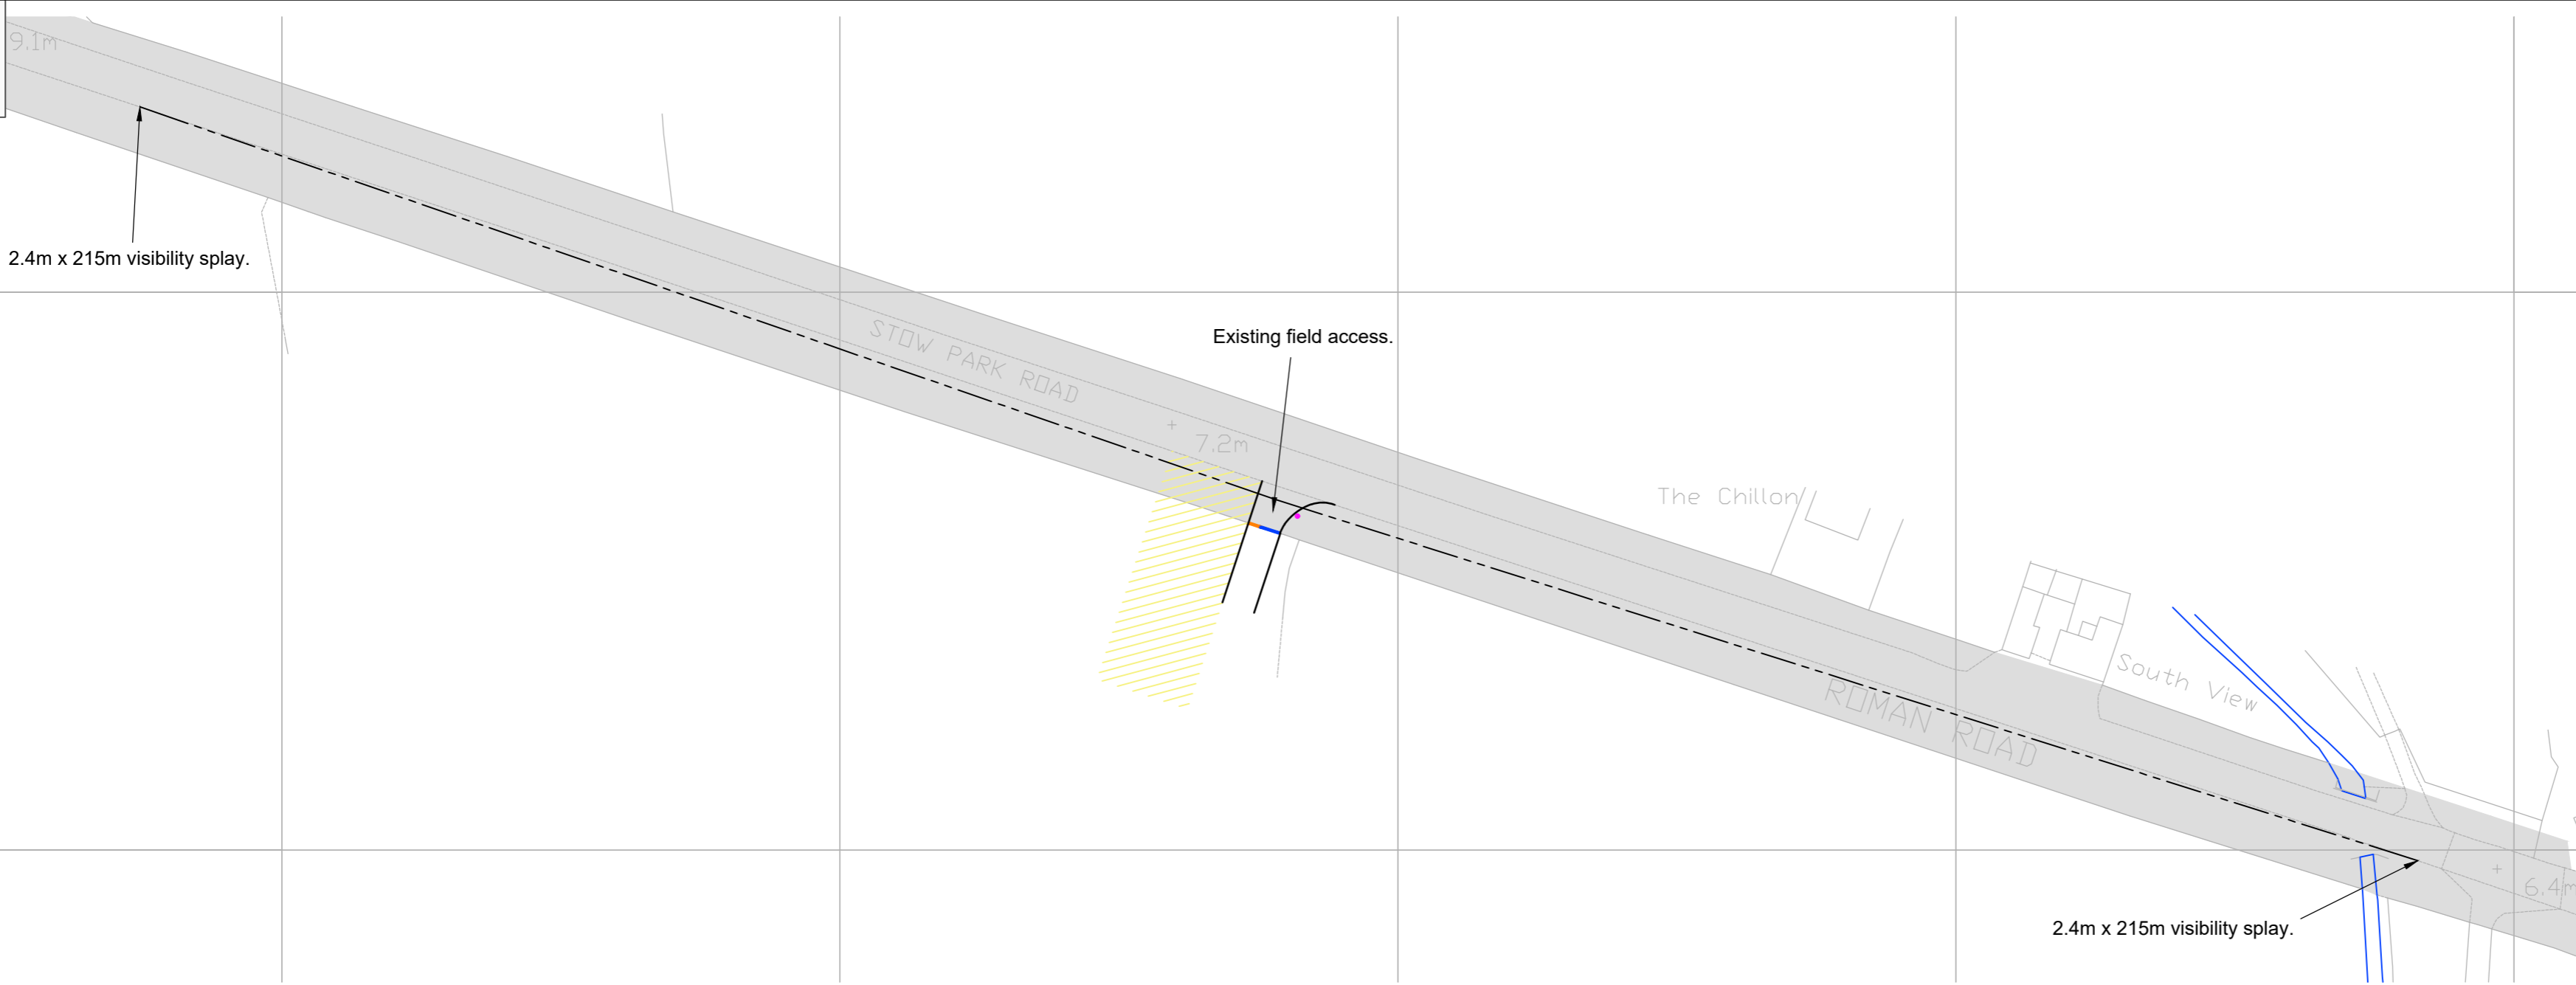 9.1m
2.4m x 215m visibility splay.
STOW PARK ROAD
Existing field access.
7.2m
The Chillon
South View
ROMAN ROAD
6.4m
2.4m x 215m visibility splay.